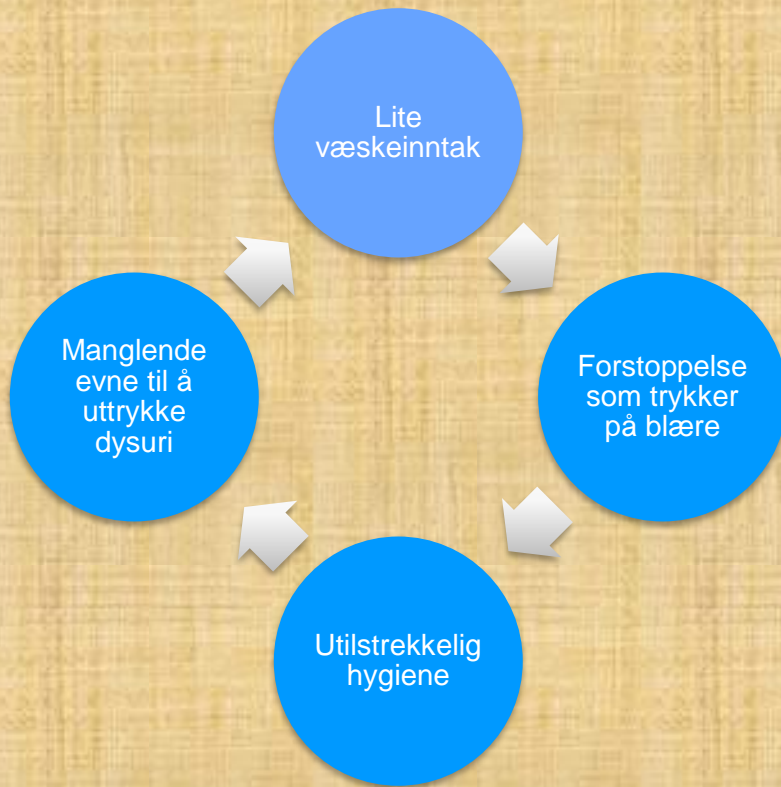 Lite
væskeinntak
Forstoppelse
som trykker
på blære
Utilstrekkelig
hygiene
Manglende
evne til å
uttrykke
dysuri